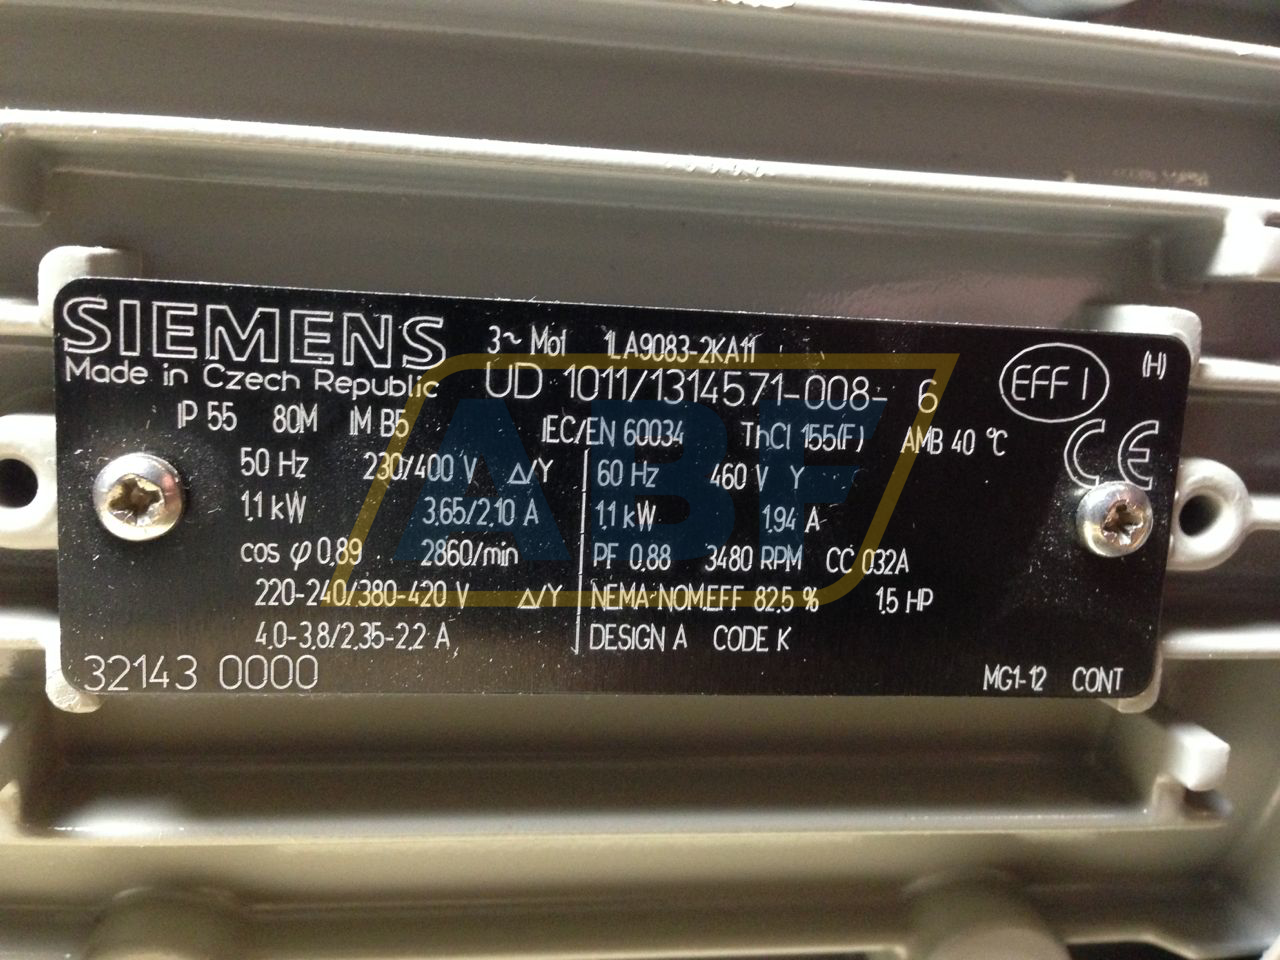 SIEMENS 3~ Mot 1LA9083-2KA11
Made in Czech Republic UD 1011/1314571-008- 6 EFF 1 (H)
IP 55 80M IM B5 IEC/EN 60034 ThCl 155(F) AMB 40 °C CE
50 Hz 230/400 V Δ/Y 60 Hz 460 V Y
1,1 kW 3,65/2,10 A 1,1 kW 1,94 A
cos φ 0,89 2860/min PF 0,88 3480 RPM CC 032A
220-240/380-420 V Δ/Y NEMA NOM.EFF 82,5 % 1,5 HP
4,0-3,8/2,35-2,2 A DESIGN A CODE K
32143 0000 MG1-12 CONT
ABF